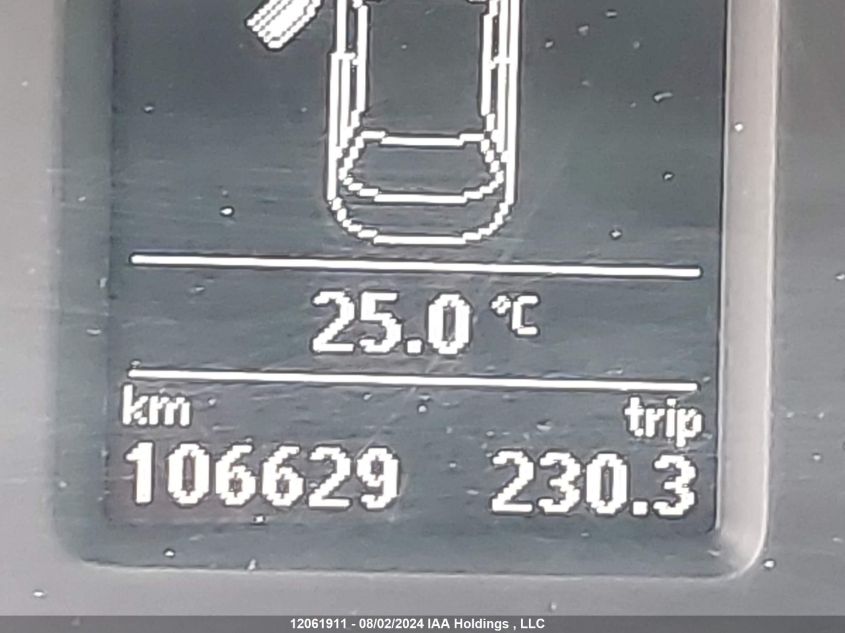 25.0 °C
km trip
106629 230.3
12061911 - 08/02/2024 IAA Holdings , LLC